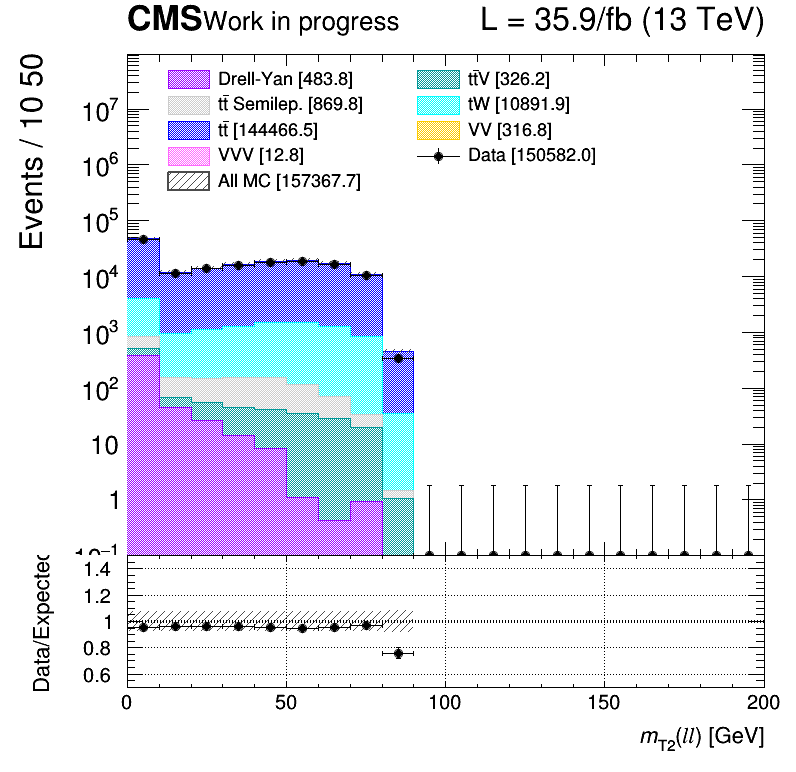 CMS Work in progress L = 35.9/fb (13 TeV)
Events / 10 50
Drell-Yan [483.8] tt̄V [326.2]
tt̄ Semilep. [869.8] tW [10891.9]
tt̄ [144466.5] VV [316.8]
VVV [12.8] Data [150582.0]
All MC [157367.7]
10⁷
10⁶
10⁵
10⁴
10³
10²
10
1
10⁻¹
Data/Expected
1.4
1.2
1
0.8
0.6
0 50 100 150 200
m_T2(ll) [GeV]